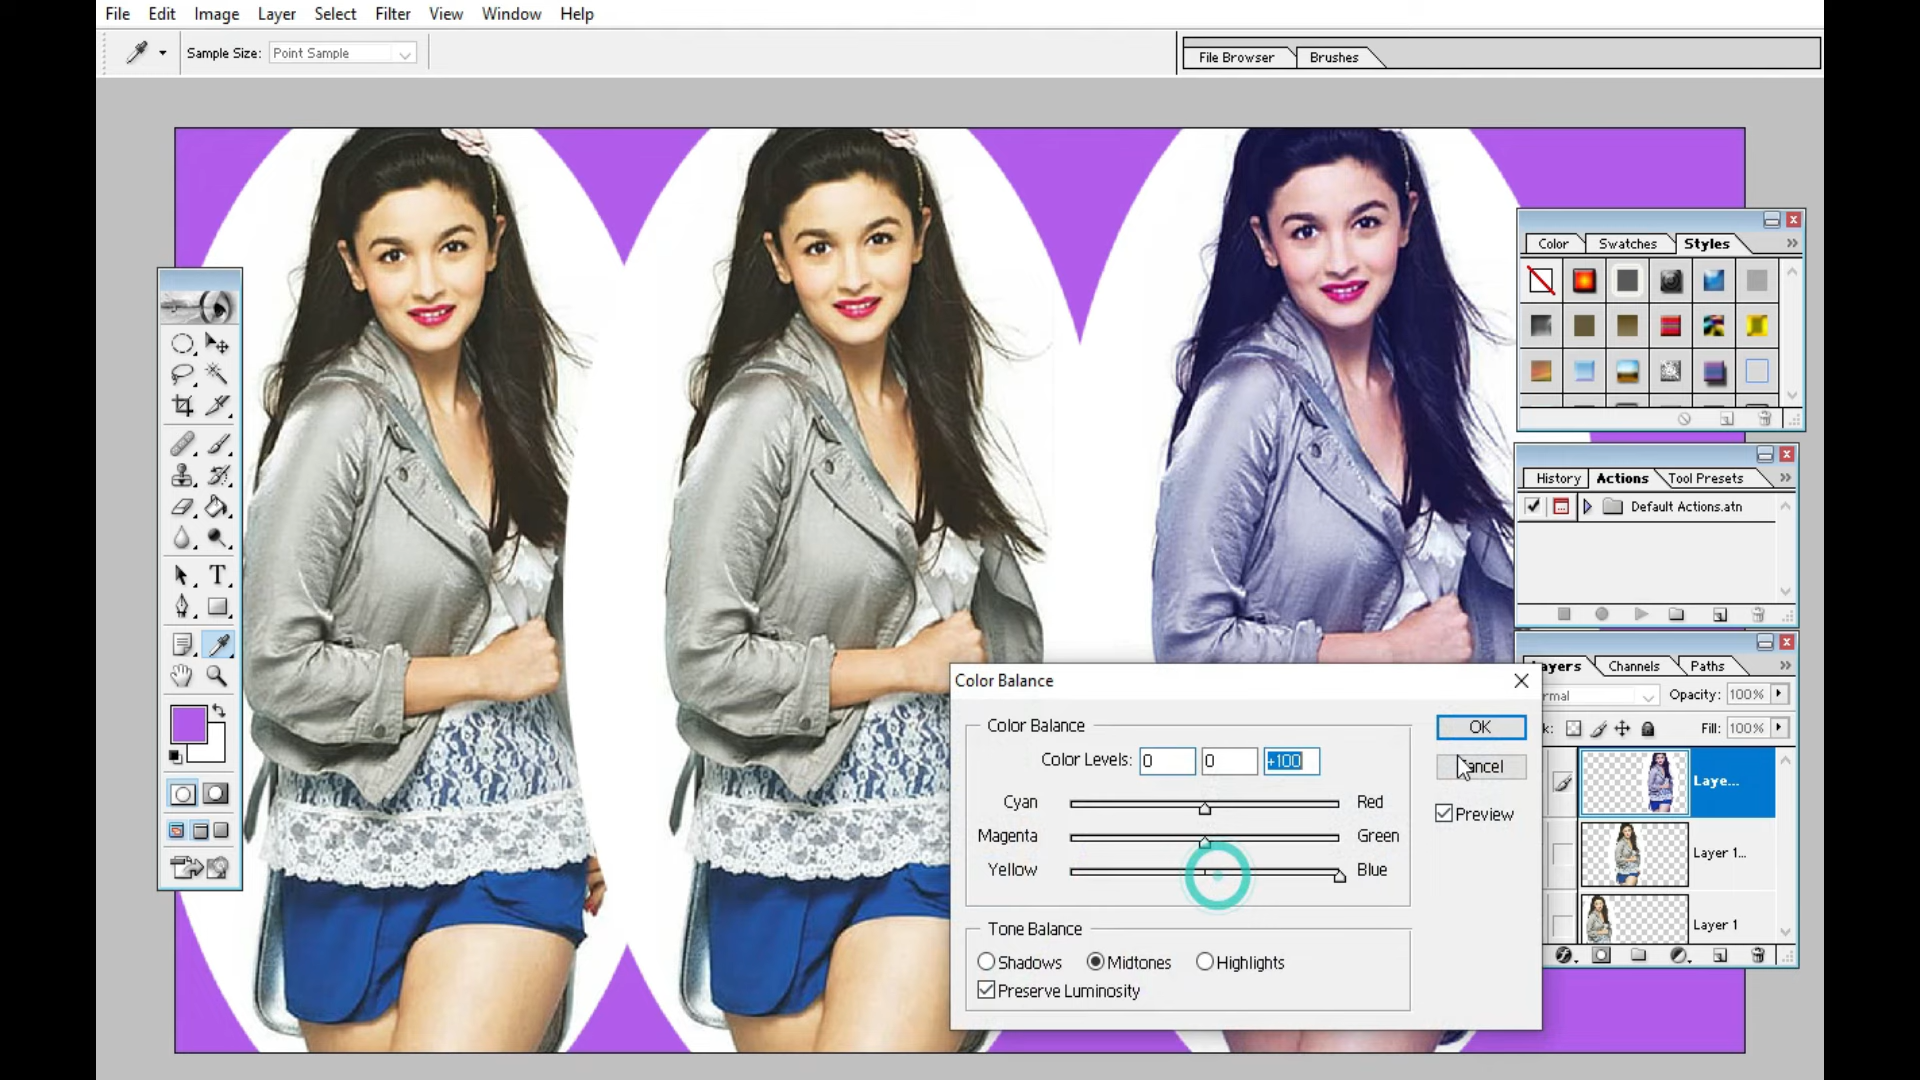 File Edit Image Layer Select Filter View Window Help
Sample Size: Point Sample
File Browser Brushes
Color Swatches Styles
History Actions Tool Presets
Default Actions.atn
Layers Channels Paths
rmal Opacity: 100%
k: Fill: 100%
Laye...
Layer 1...
Layer 1
Color Balance
Color Balance
Color Levels: 0 0 +100
Cyan Red
Magenta Green
Yellow Blue
Tone Balance
Shadows Midtones Highlights
Preserve Luminosity
OK
Cancel
Preview
T